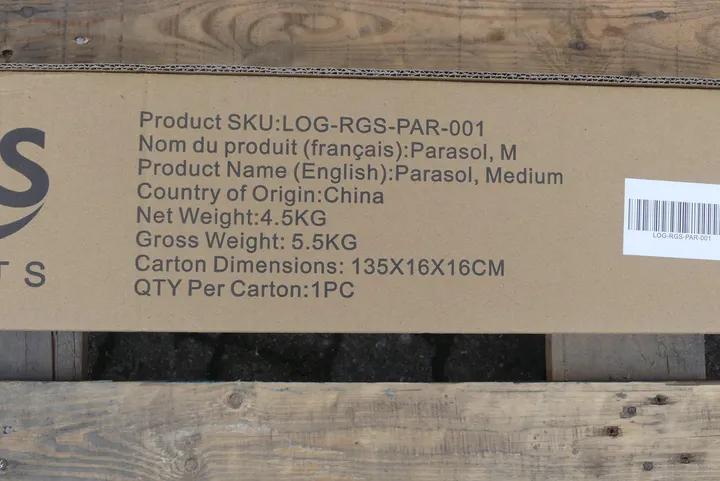 S
TS
Product SKU:LOG-RGS-PAR-001
Nom du produit (français):Parasol, M
Product Name (English):Parasol, Medium
Country of Origin:China
Net Weight:4.5KG
Gross Weight: 5.5KG
Carton Dimensions: 135X16X16CM
QTY Per Carton:1PC
LOG-RGS-PAR-001